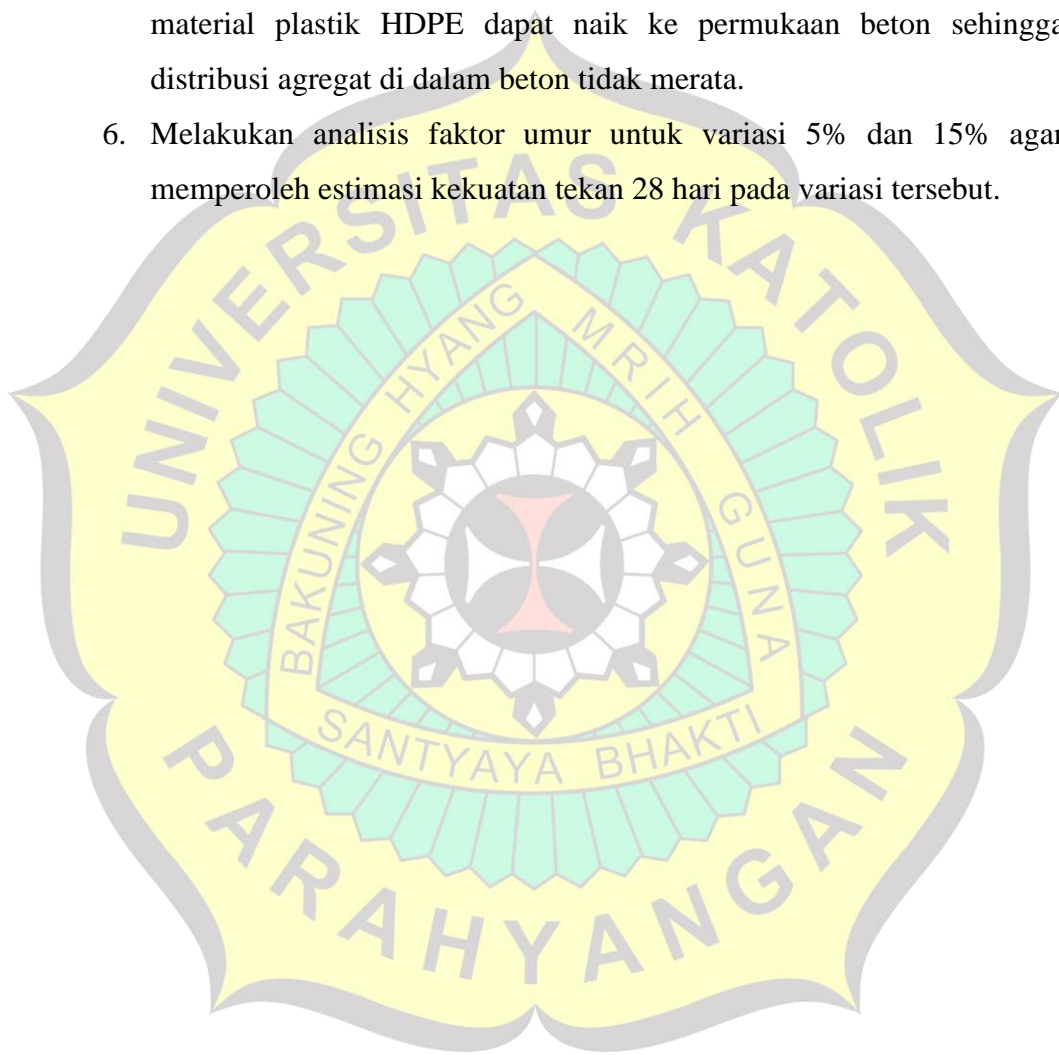 material plastik HDPE dapat naik ke permukaan beton sehingga
distribusi agregat di dalam beton tidak merata.
6. Melakukan analisis faktor umur untuk variasi 5% dan 15% agar
memperoleh estimasi kekuatan tekan 28 hari pada variasi tersebut.
UNIVERSITAS KATOLIK
BAKUNING HYANG MRIH GUNA
SANTYAYA BHAKTI
PARAHYANGAN